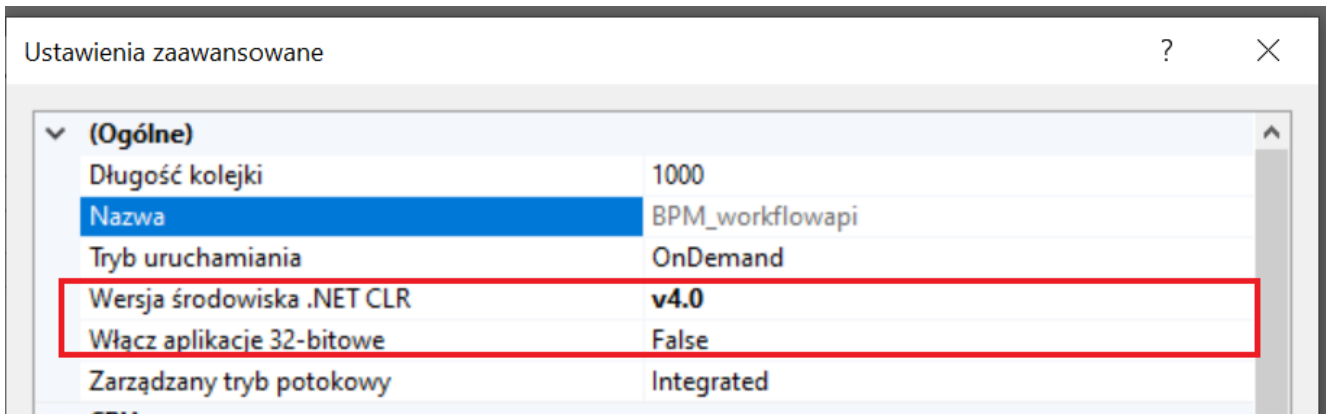 Ustawienia zaawansowane ? ×
(Ogólne)
Długość kolejki 1000
Nazwa BPM_workflowapi
Tryb uruchamiania OnDemand
Wersja środowiska .NET CLR v4.0
Włącz aplikacje 32-bitowe False
Zarządzany tryb potokowy Integrated